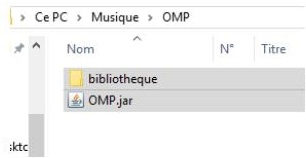 Ce PC > Musique > OMP
Nom N° Titre
bibliotheque
OMP.jar
sktc